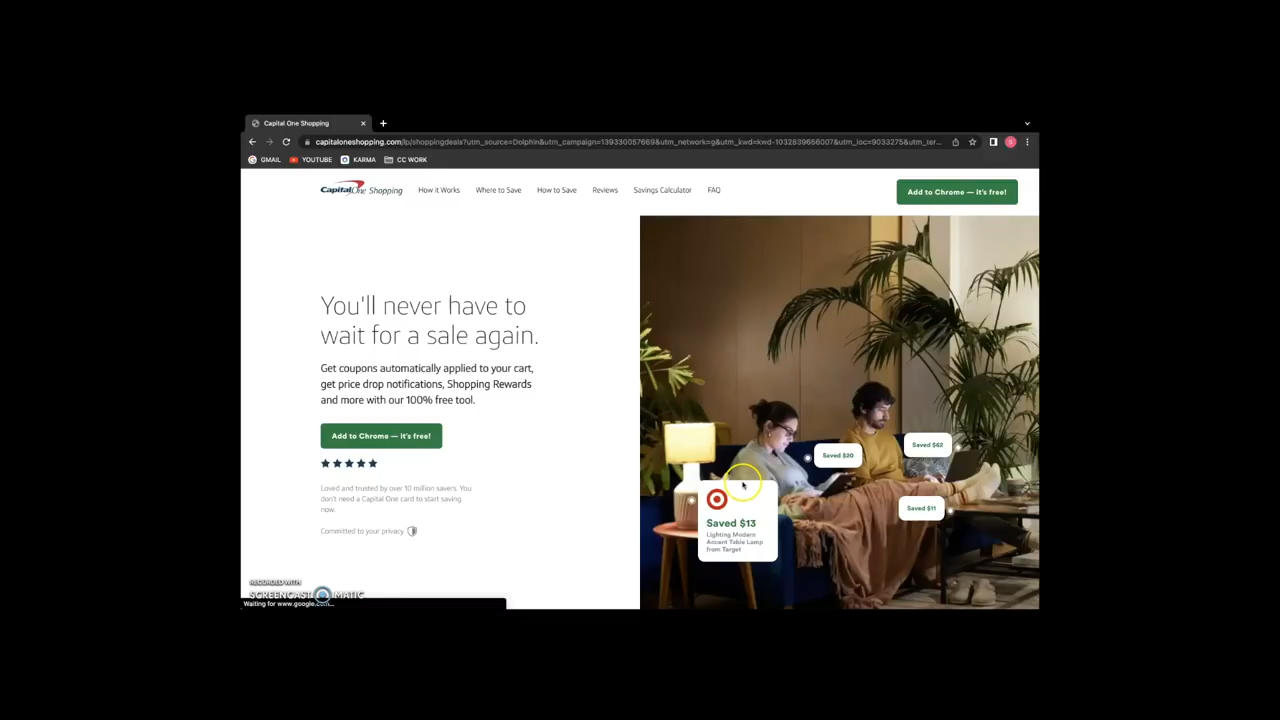 Capital One Shopping
capitaloneshopping.com/lp/shoppingdeals?utm_source=Dolphin&utm_campaign=139330057669&utm_network=g&utm_kwd=kwd-1032839656007&utm_loc=9033275&utm_ter...
GMAIL YOUTUBE KARMA CC WORK
Capital One Shopping How it Works Where to Save How to Save Reviews Savings Calculator FAQ Add to Chrome — it's free!
You'll never have to
wait for a sale again.
Get coupons automatically applied to your cart,
get price drop notifications, Shopping Rewards
and more with our 100% free tool.
Add to Chrome — it's free!
Loved and trusted by over 10 million savers. You
don't need a Capital One card to start saving
now.
Committed to your privacy
Saved $20
Saved $62
Saved $11
Saved $13
Lighting Modern
Accent Table Lamp
from Target
RECORDED WITH
SCREENCAST MATIC
Waiting for www.google.com...